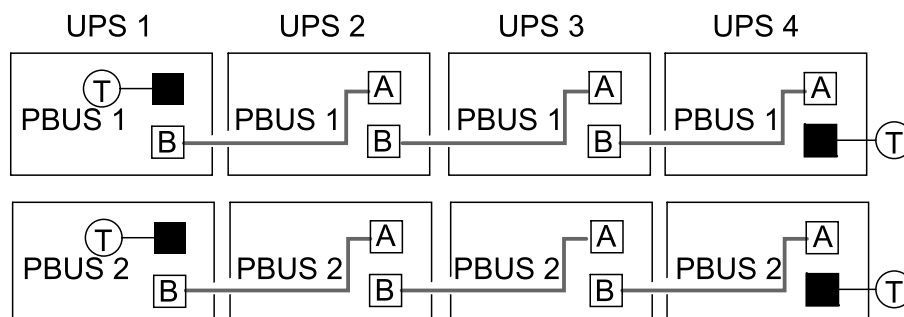 UPS 1 UPS 2 UPS 3 UPS 4
T A A A
PBUS 1 PBUS 1 PBUS 1 PBUS 1
B B B T
T A A A
PBUS 2 PBUS 2 PBUS 2 PBUS 2
B B B T